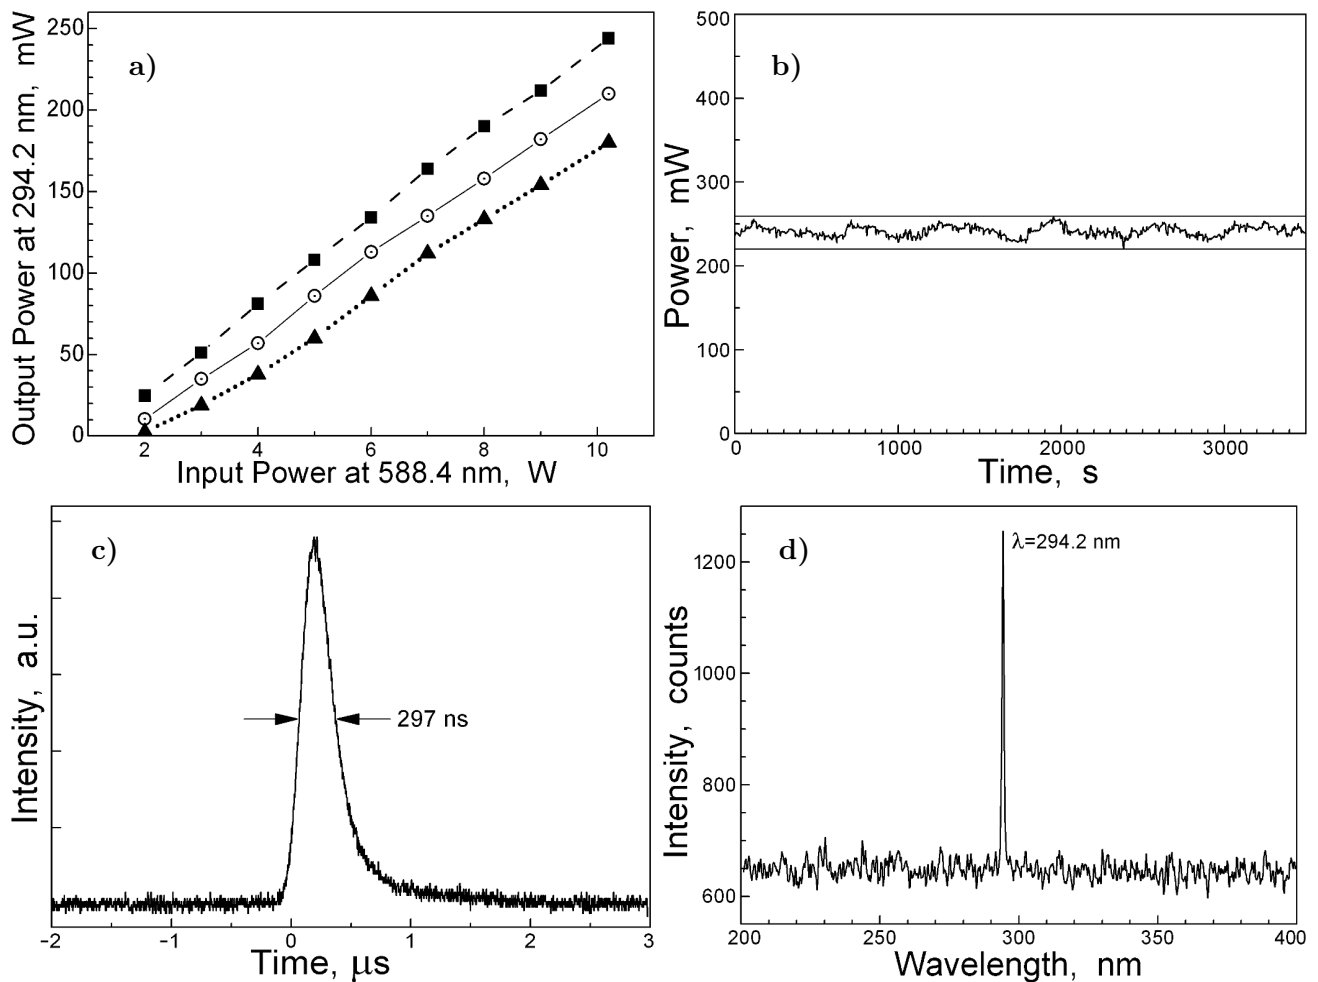 a)
Output Power at 294.2 nm, mW
250
200
150
100
50
0
2 4 6 8 10
Input Power at 588.4 nm, W
b)
Power, mW
500
400
300
200
100
0
0 1000 2000 3000
Time, s
c)
Intensity, a.u.
297 ns
−2 −1 0 1 2 3
Time, μs
d)
λ=294.2 nm
Intensity, counts
1200
1000
800
600
200 250 300 350 400
Wavelength, nm